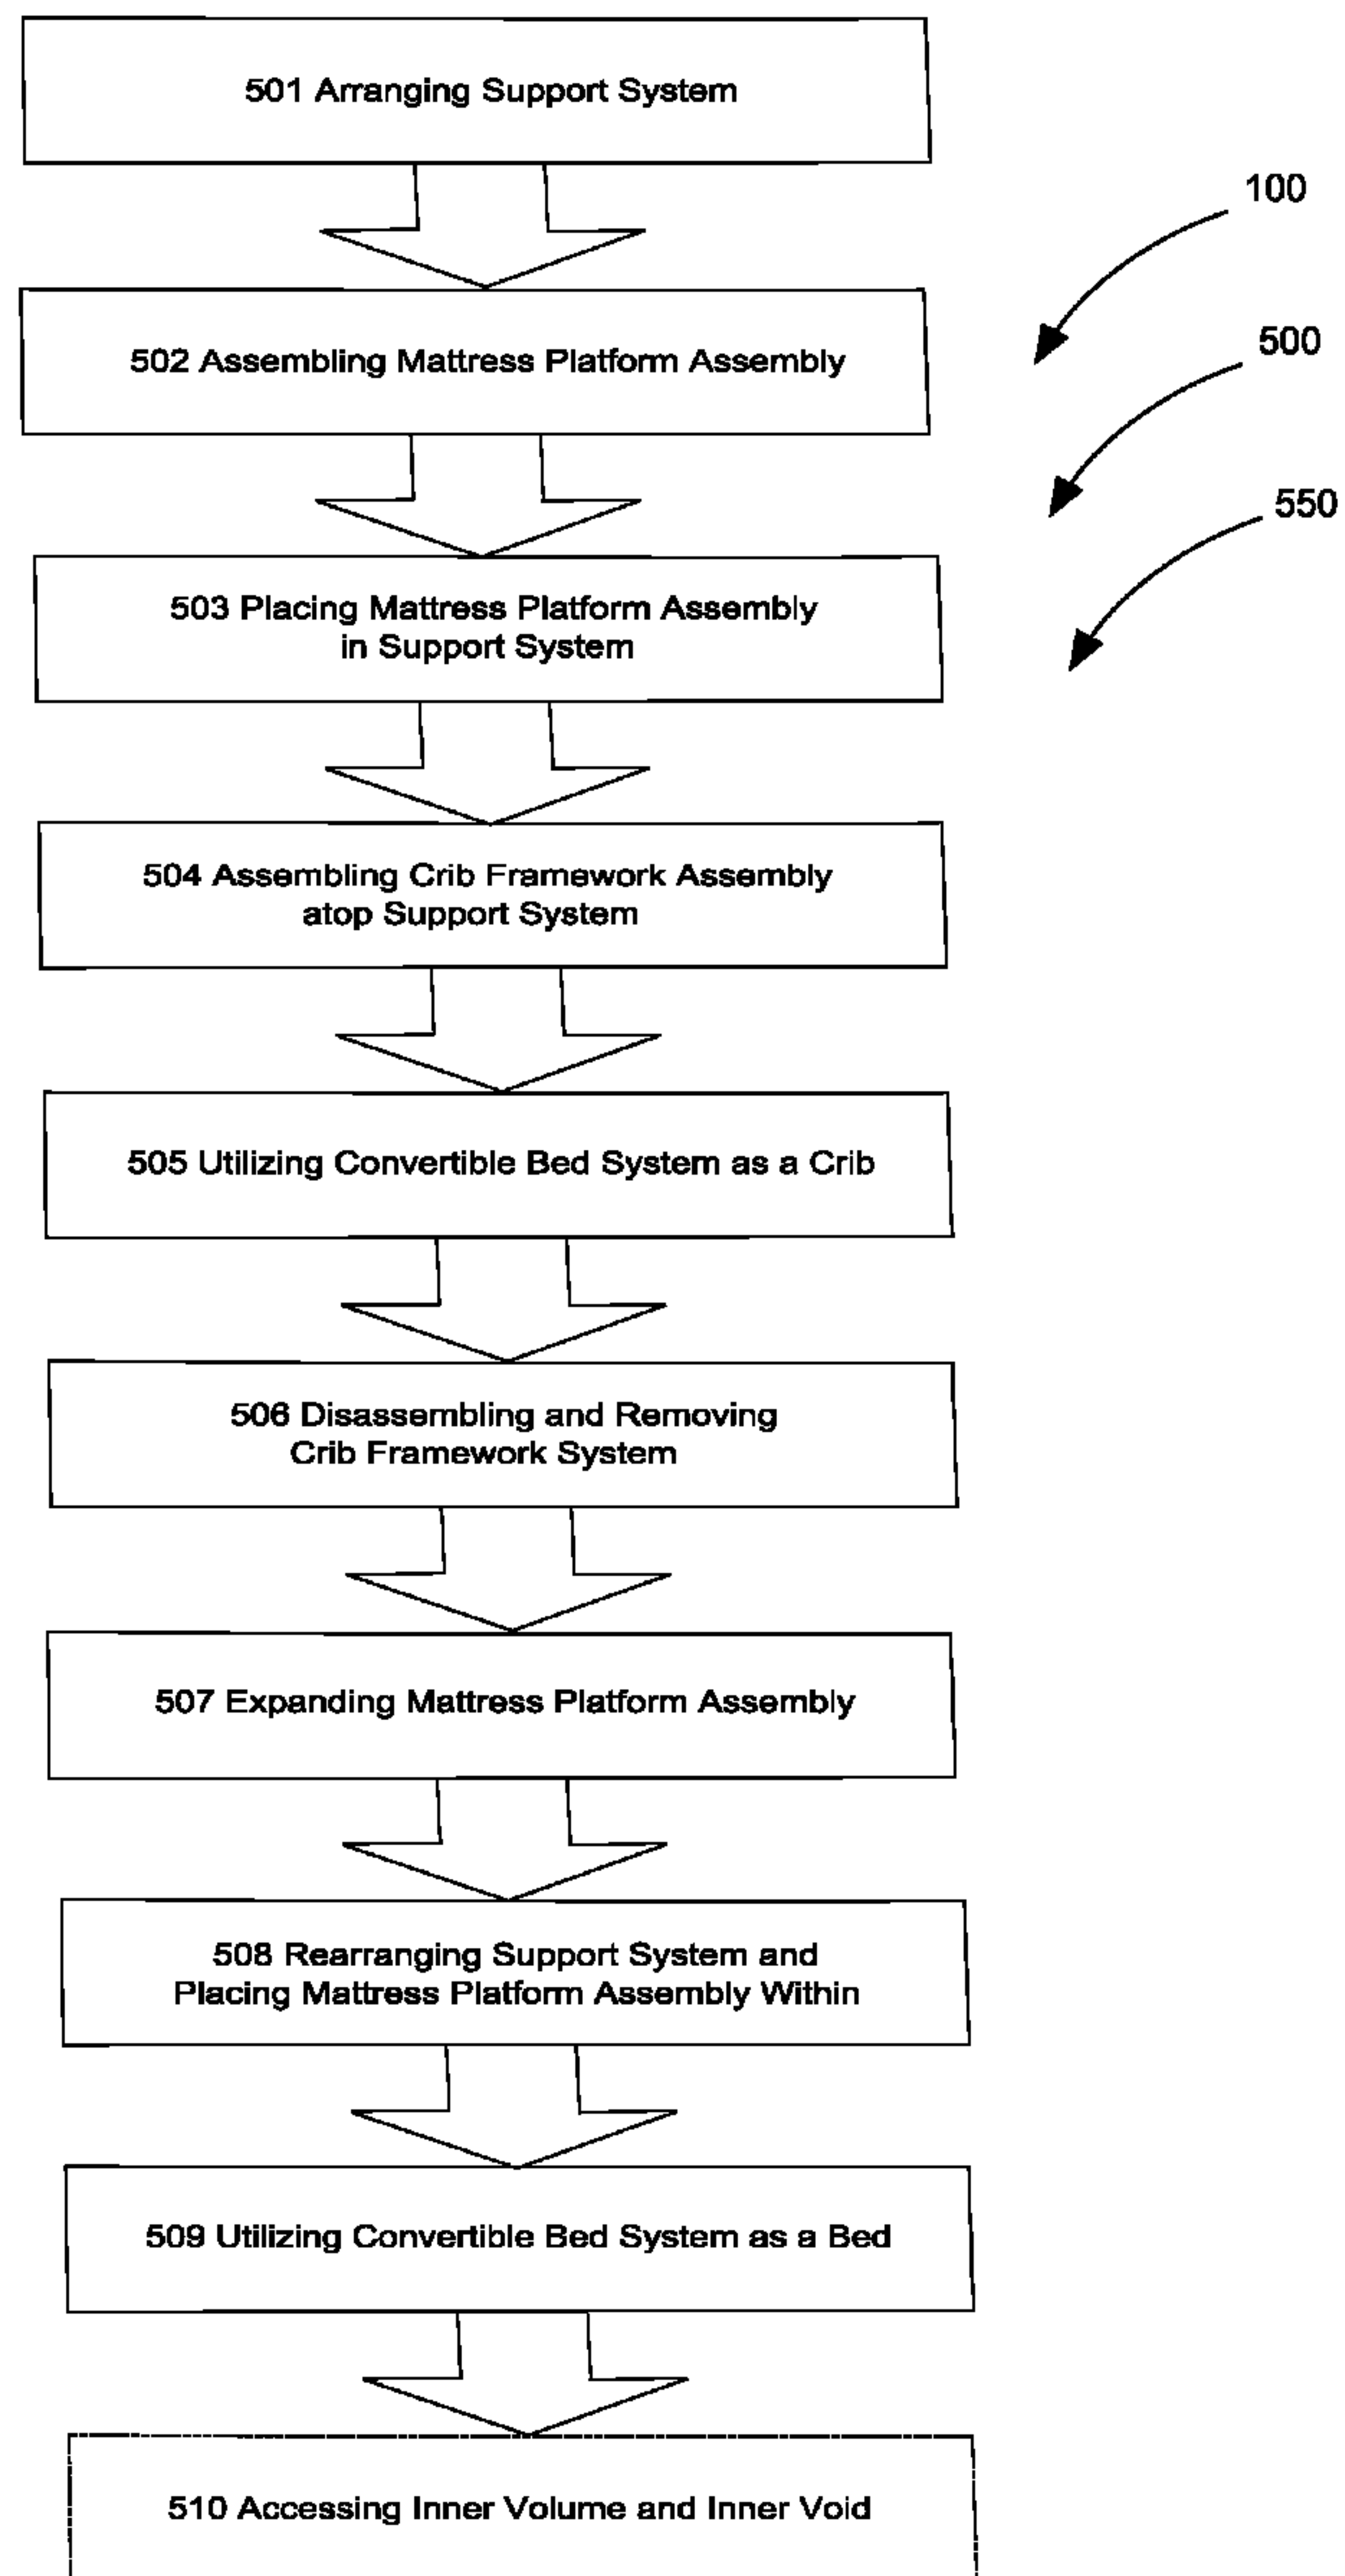 501 Arranging Support System
100
500
502 Assembling Mattress Platform Assembly
550
503 Placing Mattress Platform Assembly
in Support System
504 Assembling Crib Framework Assembly
atop Support System
505 Utilizing Convertible Bed System as a Crib
506 Disassembling and Removing
Crib Framework System
507 Expanding Mattress Platform Assembly
508 Rearranging Support System and
Placing Mattress Platform Assembly Within
509 Utilizing Convertible Bed System as a Bed
510 Accessing Inner Volume and Inner Void